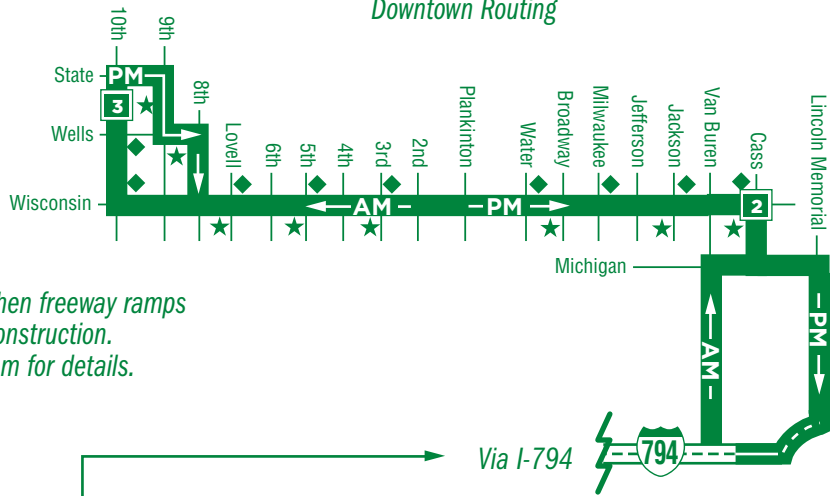 Downtown Routing
10th
9th
8th
State
PM
3
Wells
Lovell
6th
5th
4th
3rd
2nd
Plankinton
Water
Broadway
Milwaukee
Jefferson
Jackson
Van Buren
Cass
Lincoln Memorial
Wisconsin
AM
PM
2
Michigan
hen freeway ramps
onstruction.
m for details.
AM
PM
Via I-794
794